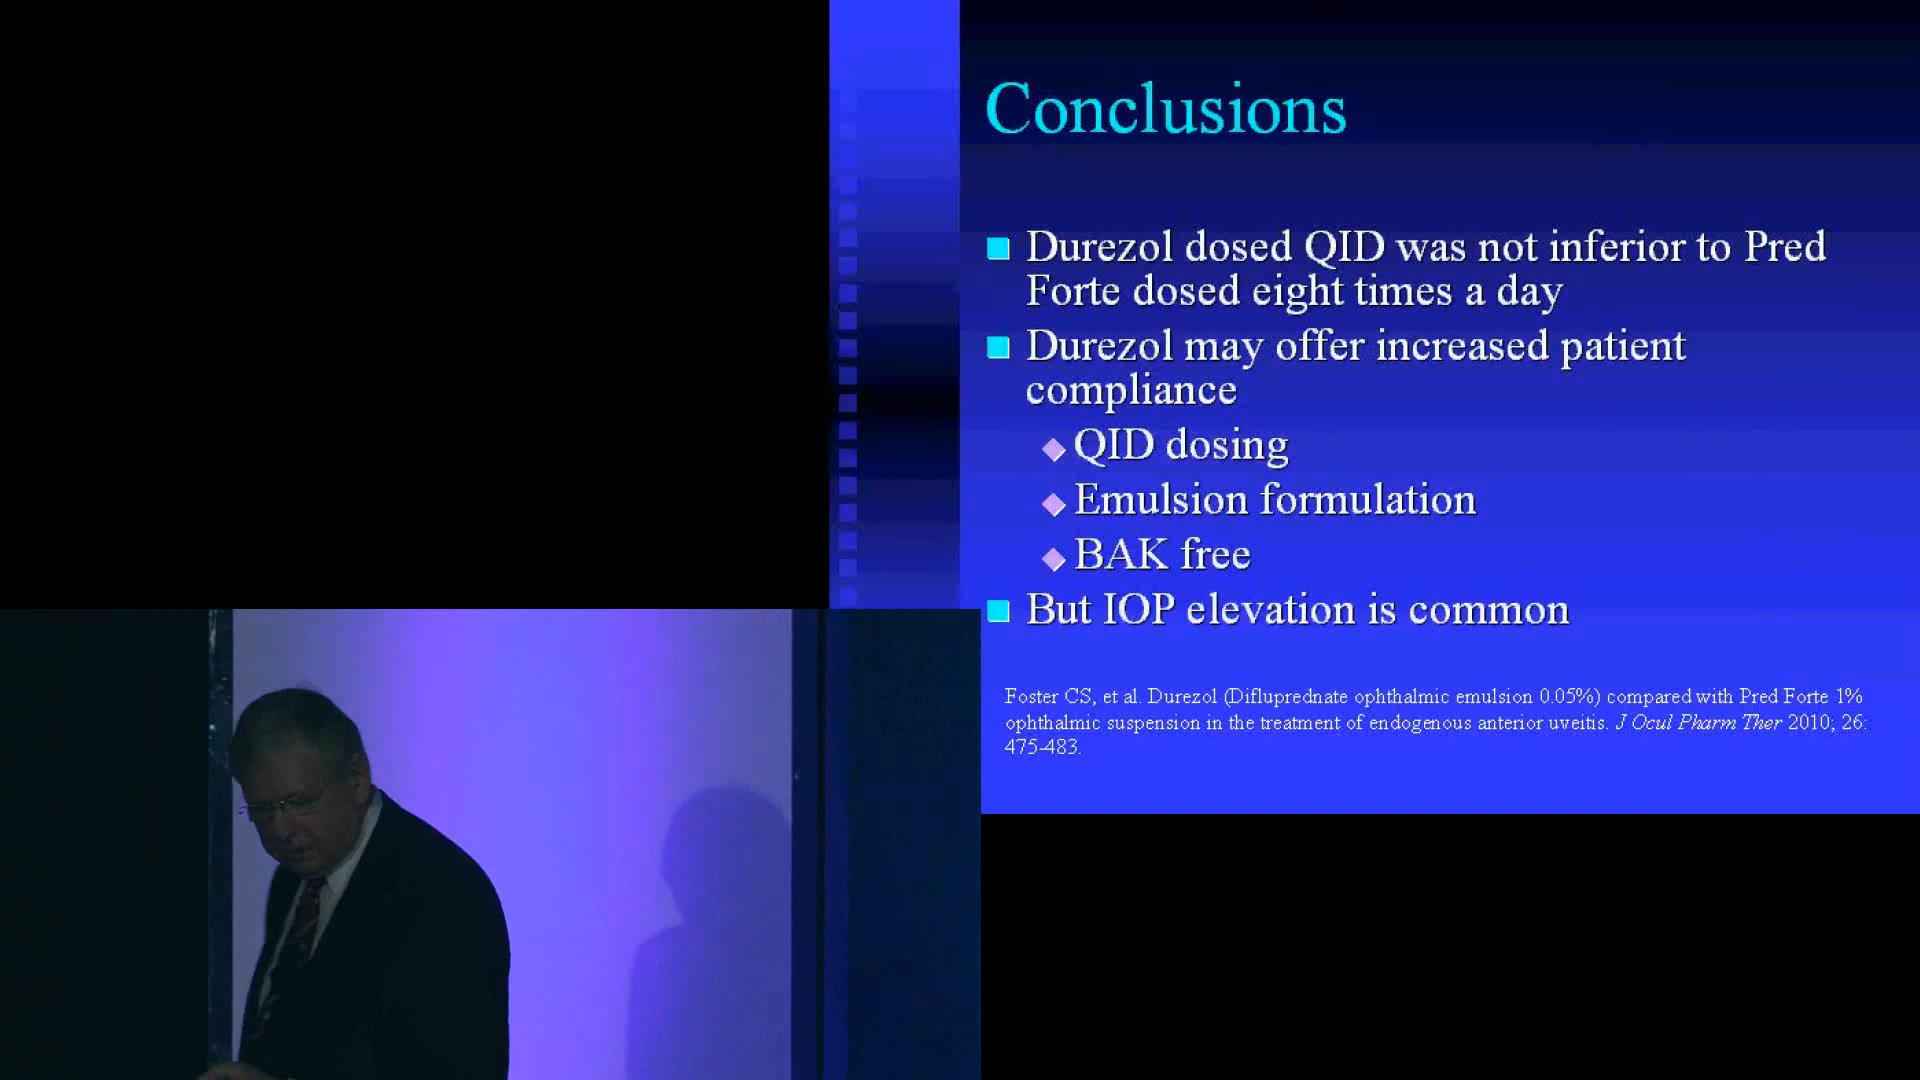 Conclusions
Durezol dosed QID was not inferior to Pred
Forte dosed eight times a day
Durezol may offer increased patient
compliance
QID dosing
Emulsion formulation
BAK free
But IOP elevation is common
Foster CS, et al. Durezol (Difluprednate ophthalmic emulsion 0.05%) compared with Pred Forte 1%
ophthalmic suspension in the treatment of endogenous anterior uveitis. J Ocul Pharm Ther 2010; 26:
475-483.